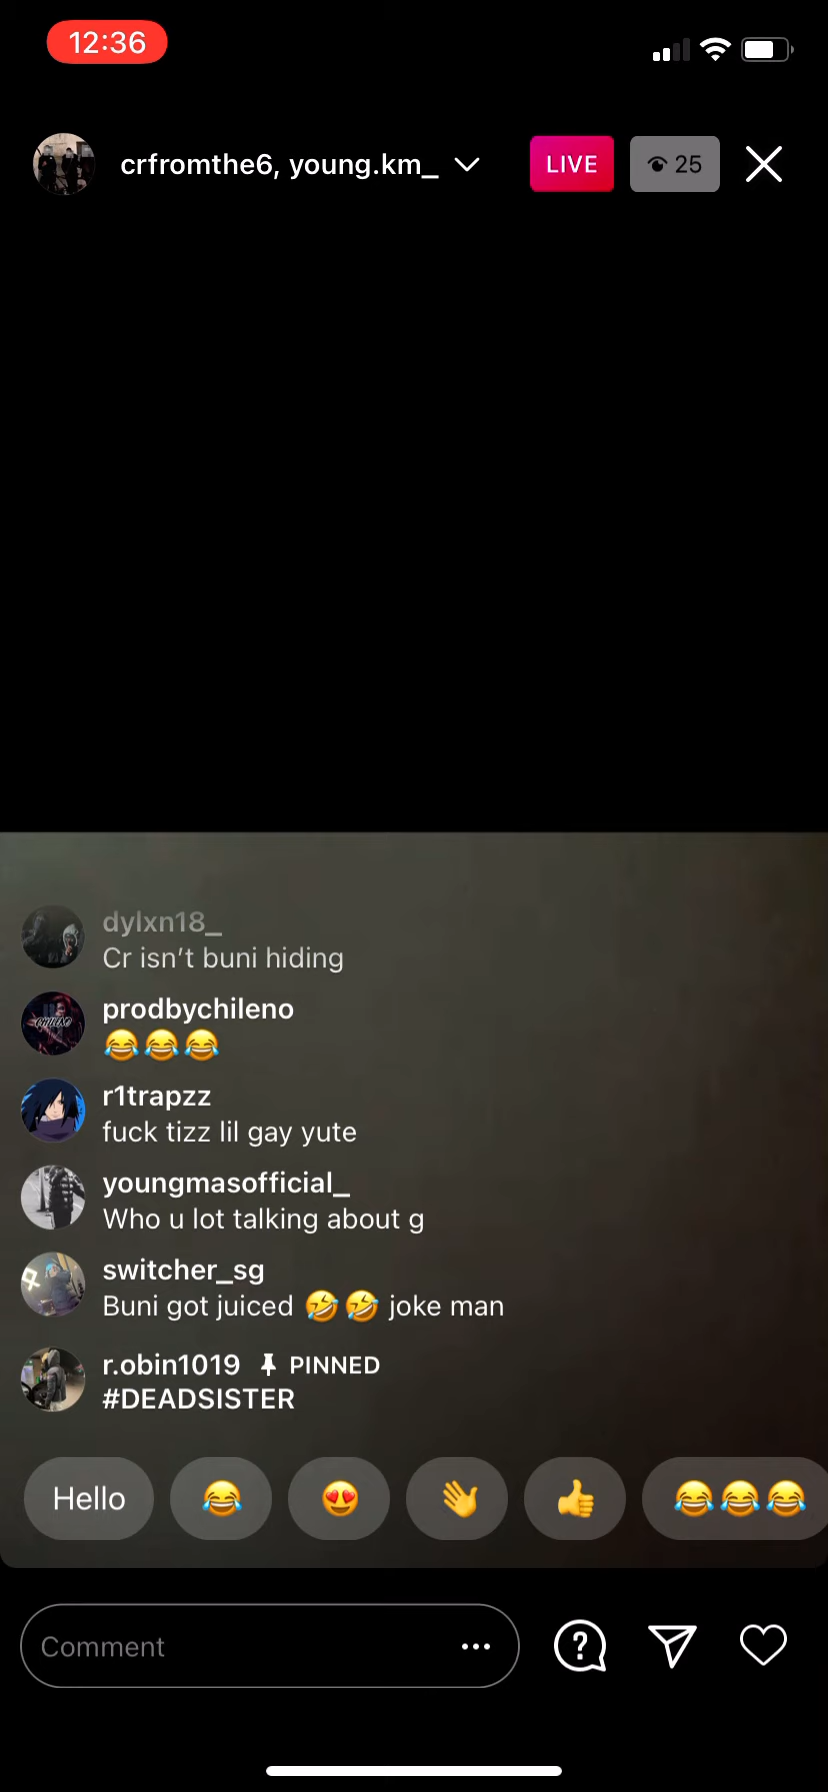 12:36
crfromthe6, young.km_
LIVE
25
dylxn18_
Cr isn’t buni hiding
prodbychileno
😂😂😂
r1trapzz
fuck tizz lil gay yute
youngmasofficial_
Who u lot talking about g
switcher_sg
Buni got juiced 🤣🤣 joke man
r.obin1019 📌 PINNED
#DEADSISTER
Hello 😂 😍 👋 👍 😂😂😂
Comment